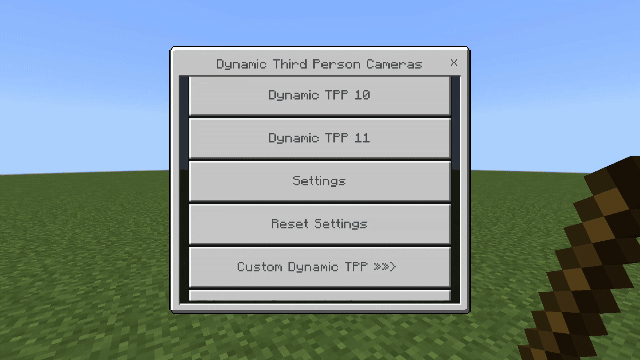 Dynamic Third Person Cameras
Dynamic TPP 10
Dynamic TPP 11
Settings
Reset Settings
Custom Dynamic TPP »»>